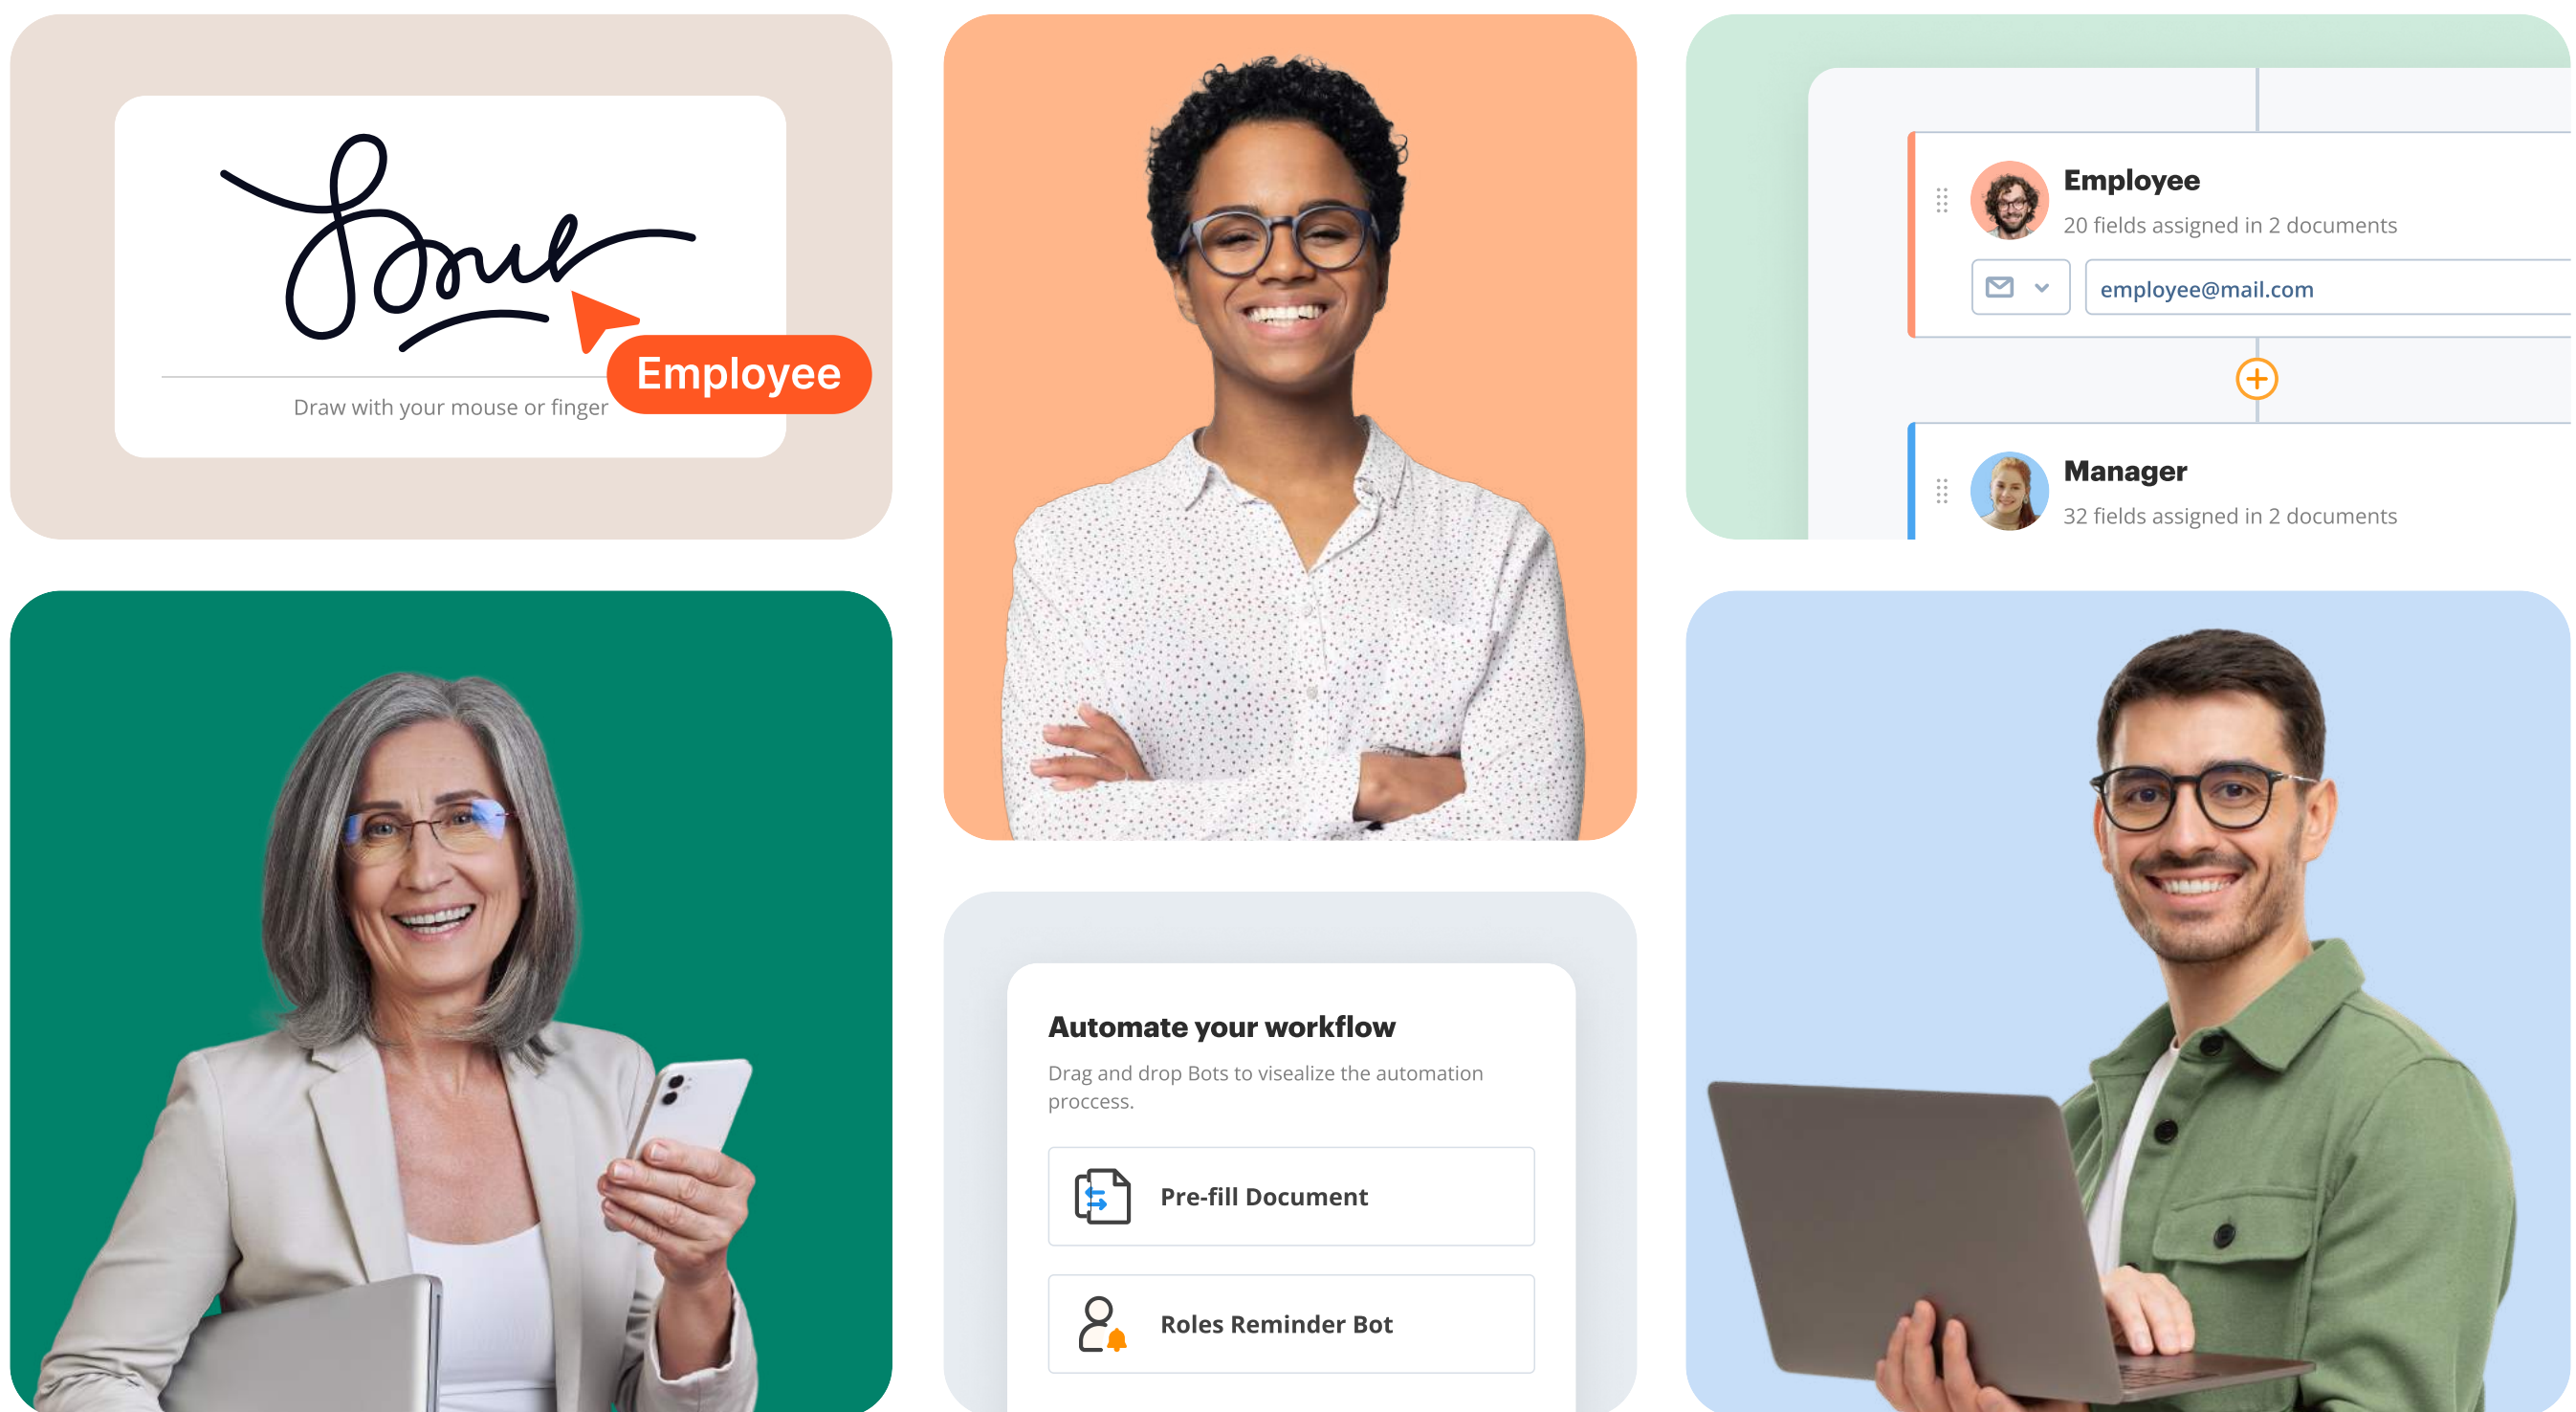 Employee
Draw with your mouse or finger
Employee
20 fields assigned in 2 documents
employee@mail.com
Manager
32 fields assigned in 2 documents
Automate your workflow
Drag and drop Bots to visealize the automation
proccess.
Pre-fill Document
Roles Reminder Bot